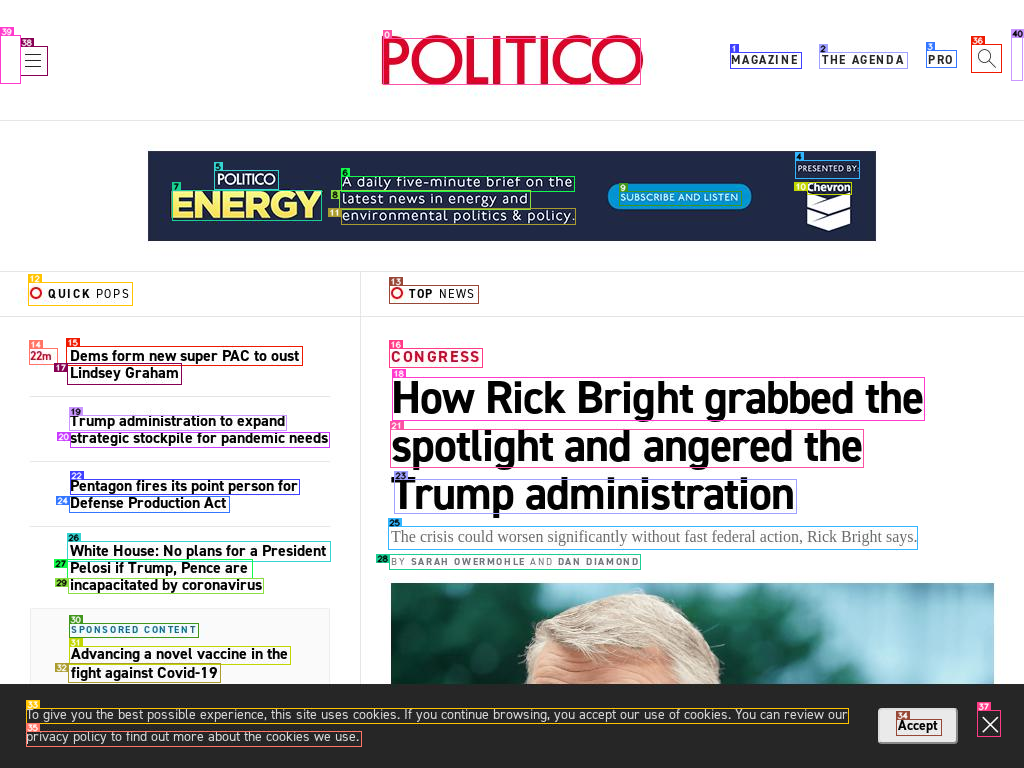 POLITICO
MAGAZINE
THE AGENDA
PRO
POLITICO
ENERGY
A daily five-minute brief on the
latest news in energy and
environmental politics & policy.
SUBSCRIBE AND LISTEN
PRESENTED BY:
Chevron
QUICK POPS
22m
Dems form new super PAC to oust
Lindsey Graham
Trump administration to expand
strategic stockpile for pandemic needs
Pentagon fires its point person for
Defense Production Act
White House: No plans for a President
Pelosi if Trump, Pence are
incapacitated by coronavirus
SPONSORED CONTENT
Advancing a novel vaccine in the
fight against Covid-19
TOP NEWS
CONGRESS
How Rick Bright grabbed the
spotlight and angered the
Trump administration
The crisis could worsen significantly without fast federal action, Rick Bright says.
BY SARAH OWERMOHLE AND DAN DIAMOND
To give you the best possible experience, this site uses cookies. If you continue browsing, you accept our use of cookies. You can review our
privacy policy to find out more about the cookies we use.
Accept